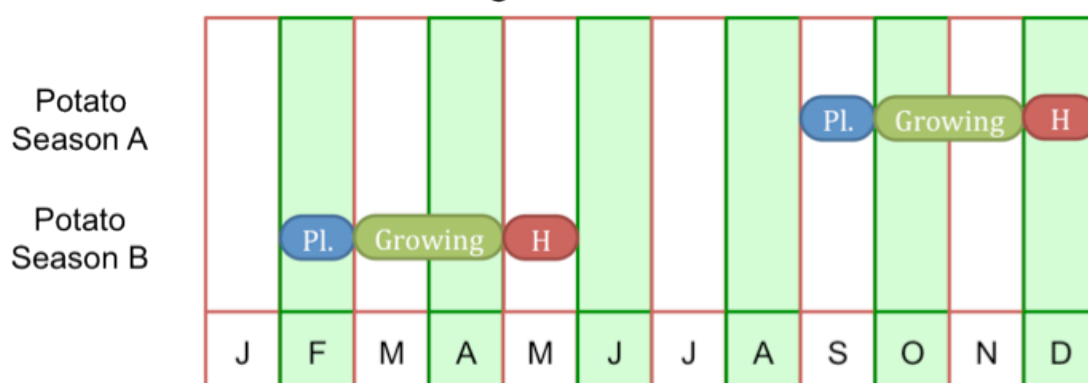 Potato
Season A
Pl.
Growing
H
Potato
Season B
Pl.
Growing
H
J F M A M J J A S O N D